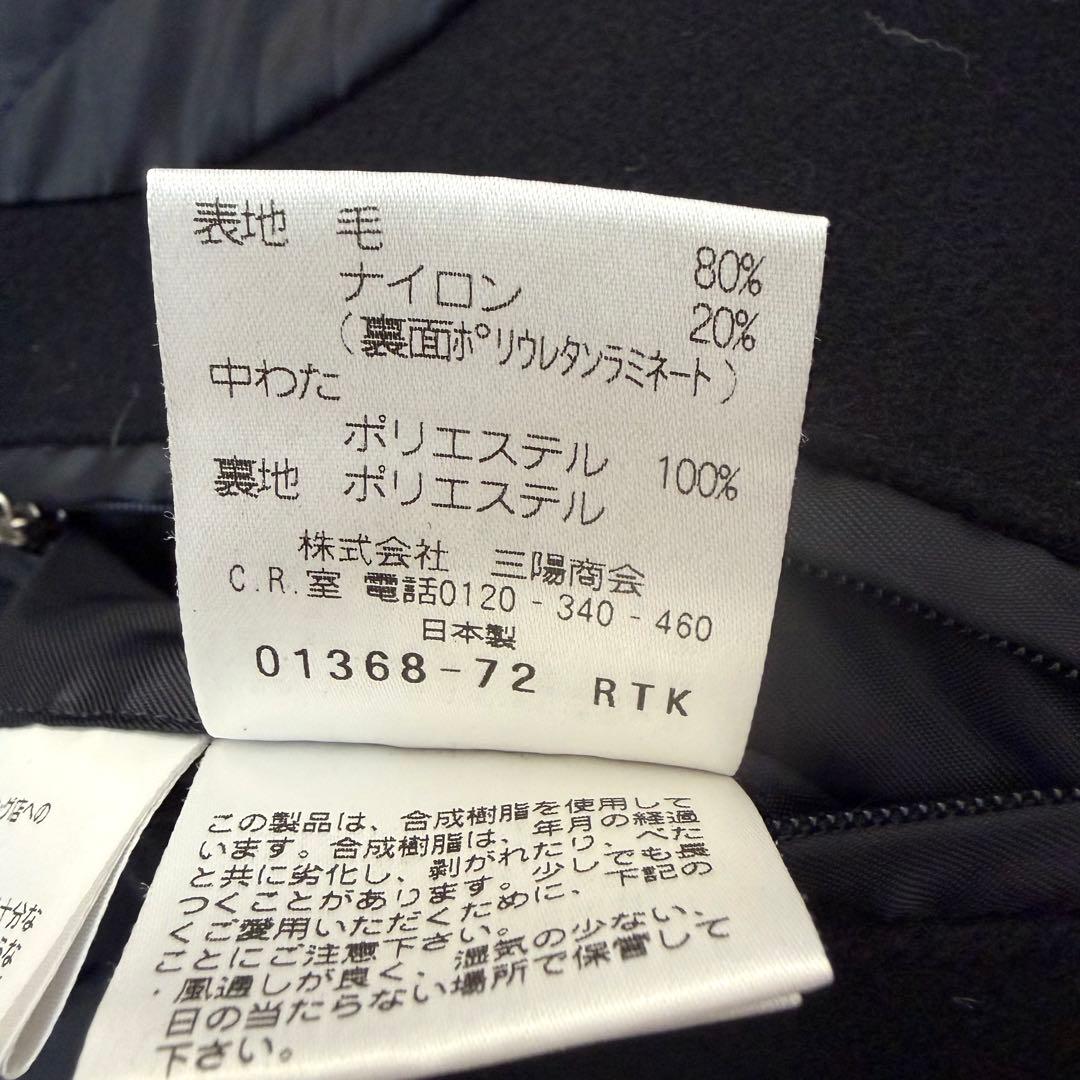 表地 毛 80%
ナイロン 20%
(裏面ポリウレタンラミネート)
中わた
ポリエステル 100%
裏地 ポリエステル
株式会社 三陽商会
C.R.室 電話0120-340-460
日本製
01368-72 RTK
この製品は、合成樹脂を使用して
います。合成樹脂は、年月の経過
と共に劣化し、剥がれたり、べた
つくことがあります。少しでも長
くご愛用いただくために、下記の
ことにご注意下さい。
・風通しが良く、湿気の少ない、
日の当たらない場所で保管して
下さい。
グ店への
十分な